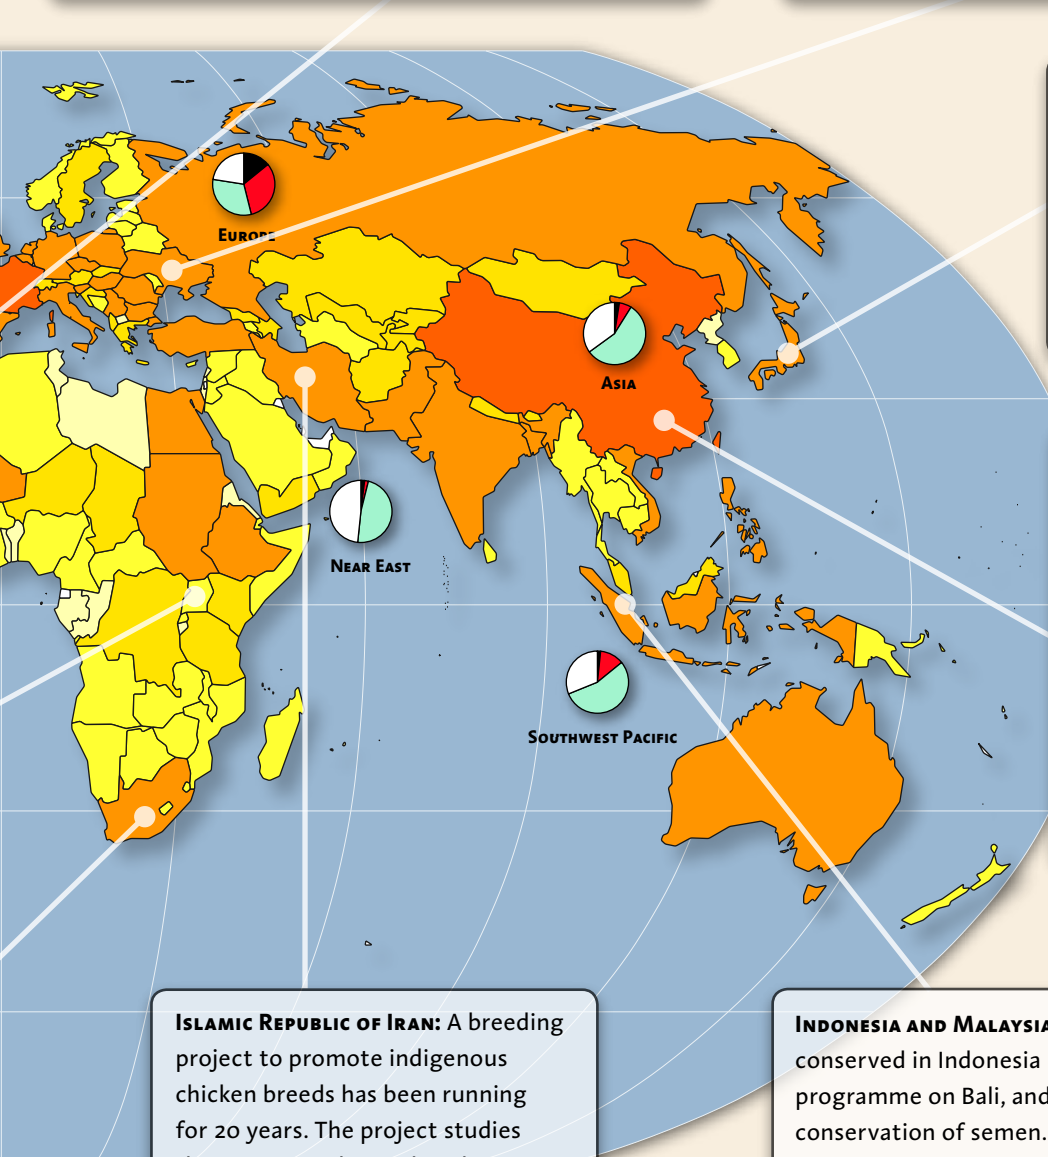 Europe
Asia
Near East
Southwest Pacific
Islamic Republic of Iran: A breeding
project to promote indigenous
chicken breeds has been running
for 20 years. The project studies
Indonesia and Malaysia
conserved in Indonesia
programme on Bali, and
conservation of semen.